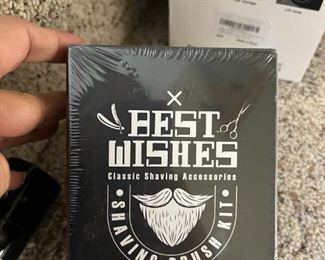 BEST
WISHES
Classic Shaving Accessories
SHAVING BRUSH KIT